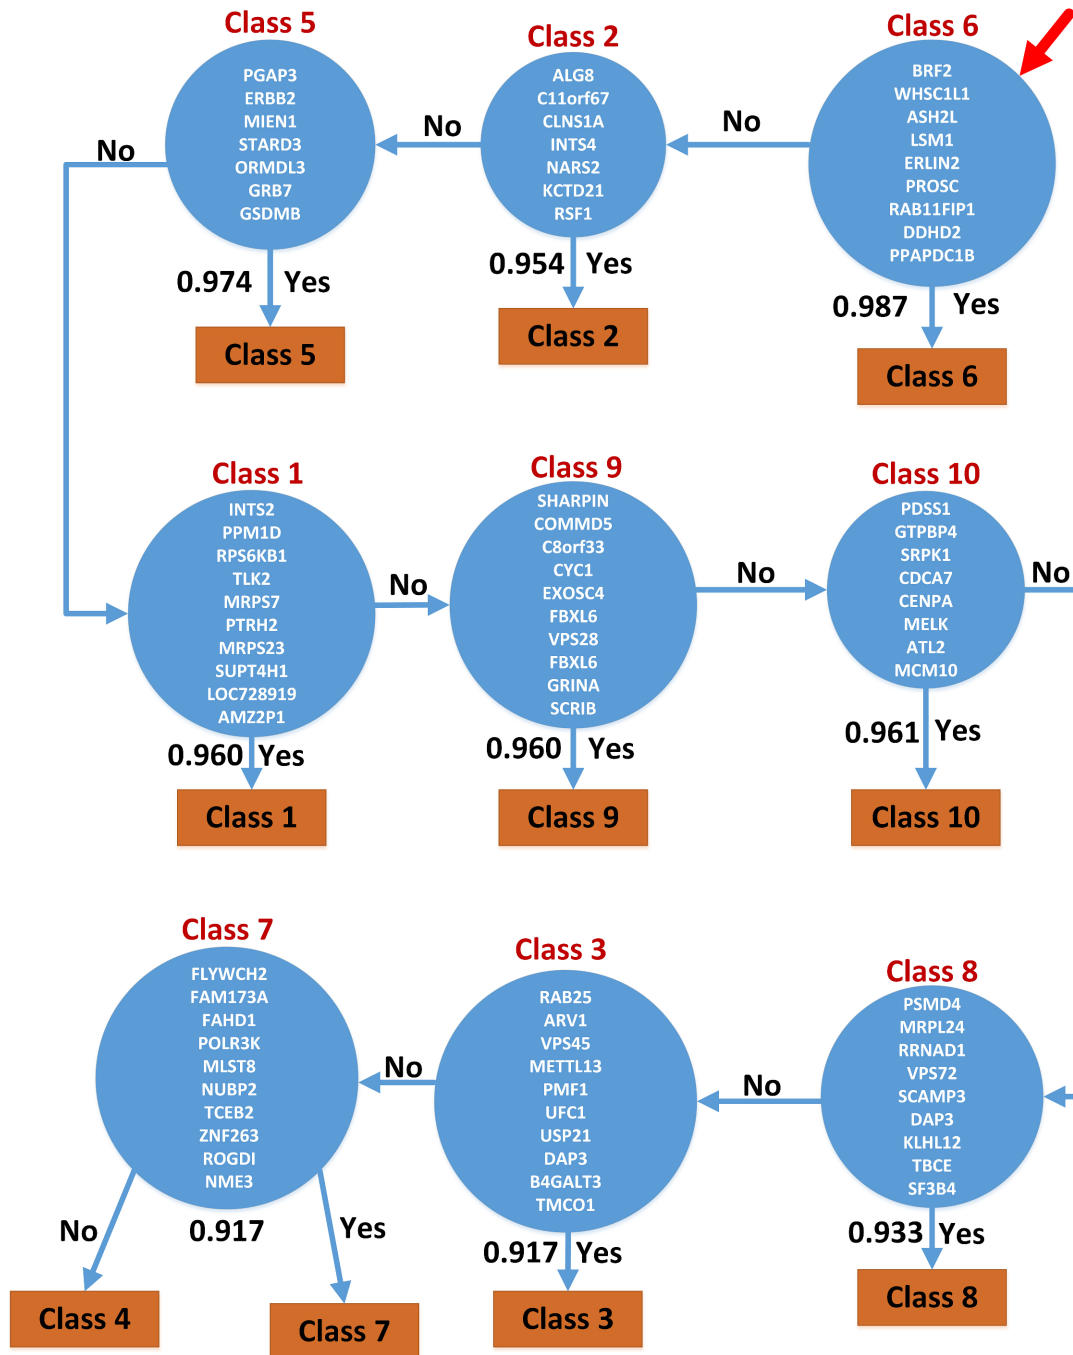 Class 5
PGAP3
ERBB2
MIEN1
STARD3
ORMDL3
GRB7
GSDMB
No
0.974 Yes
Class 5
Class 2
ALG8
C11orf67
CLNS1A
INTS4
NARS2
KCTD21
RSF1
No
0.954 Yes
Class 2
Class 6
BRF2
WHSC1L1
ASH2L
LSM1
ERLIN2
PROSC
RAB11FIP1
DDHD2
PPAPDC1B
No
0.987 Yes
Class 6
Class 1
INTS2
PPM1D
RPS6KB1
TLK2
MRPS7
PTRH2
MRPS23
SUPT4H1
LOC728919
AMZ2P1
No
0.960 Yes
Class 1
Class 9
SHARPIN
COMMD5
C8orf33
CYC1
EXOSC4
FBXL6
VPS28
FBXL6
GRINA
SCRIB
No
0.960 Yes
Class 9
Class 10
PDSS1
GTPBP4
SRPK1
CDCA7
CENPA
MELK
ATL2
MCM10
No
0.961 Yes
Class 10
Class 7
FLYWCH2
FAM173A
FAHD1
POLR3K
MLST8
NUBP2
TCEB2
ZNF263
ROGDI
NME3
No
0.917
Yes
Class 4
Class 7
Class 3
RAB25
ARV1
VPS45
METTL13
PMF1
UFC1
USP21
DAP3
B4GALT3
TMCO1
No
0.917 Yes
Class 3
Class 8
PSMD4
MRPL24
RRNAD1
VPS72
SCAMP3
DAP3
KLHL12
TBCE
SF3B4
No
0.933 Yes
Class 8